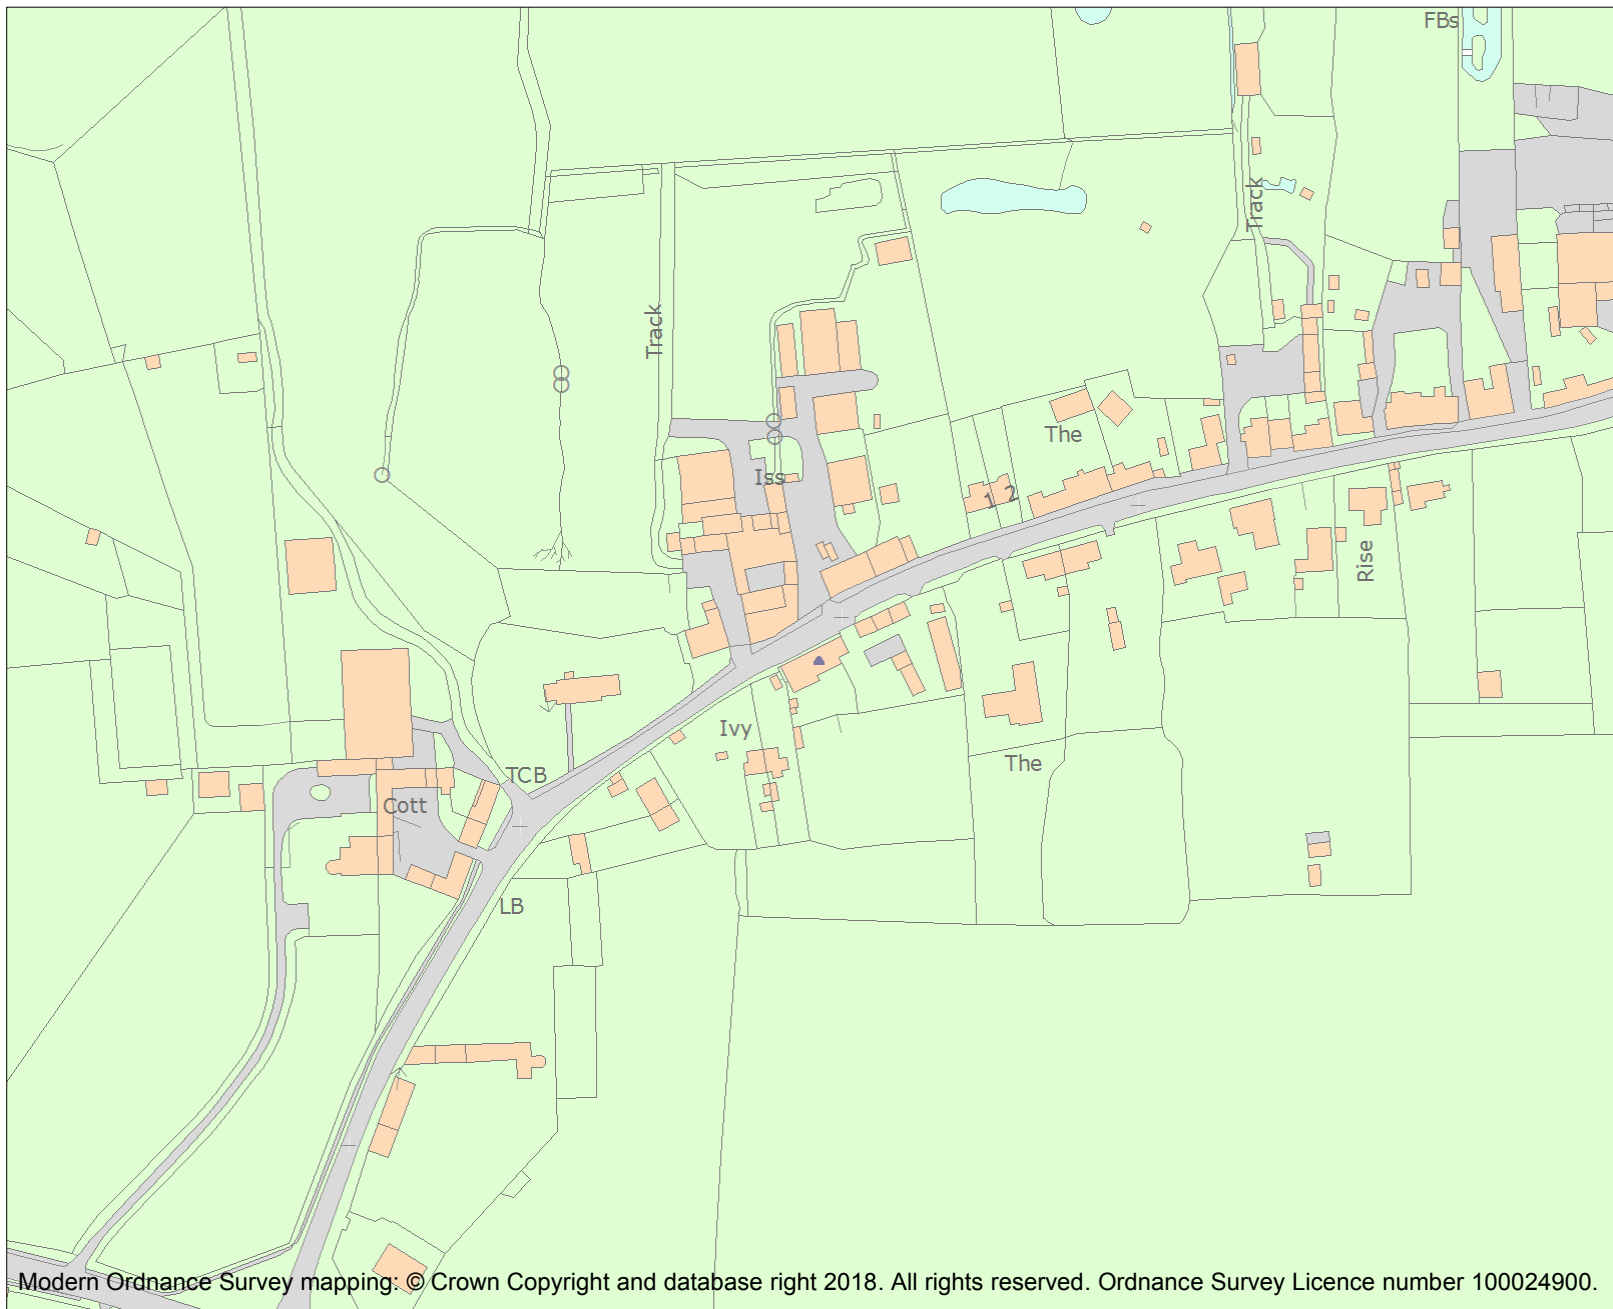 FBs
Track
Track
The
Iss
1 2
Rise
Ivy
The
TCB
Cott
LB
Modern Ordnance Survey mapping: © Crown Copyright and database right 2018. All rights reserved. Ordnance Survey Licence number 100024900.